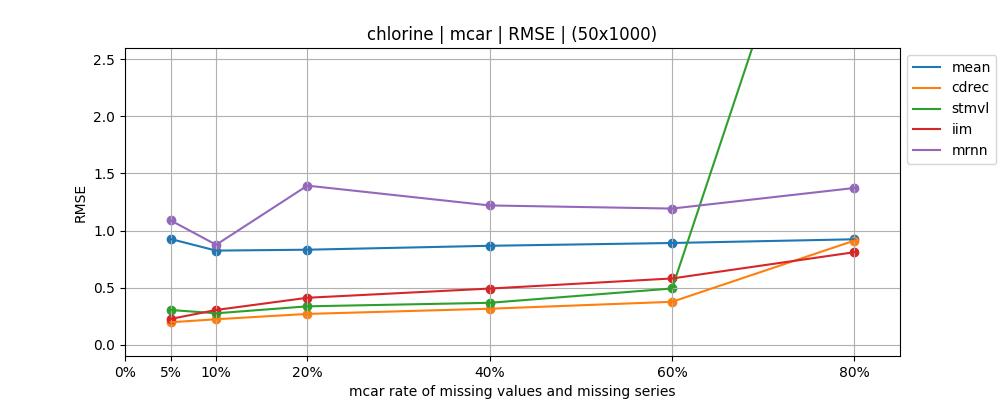 chlorine | mcar | RMSE | (50x1000)
2.5
2.0
1.5
1.0
0.5
0.0
RMSE
0%
5%
10%
20%
40%
60%
80%
mcar rate of missing values and missing series
mean
cdrec
stmvl
iim
mrnn